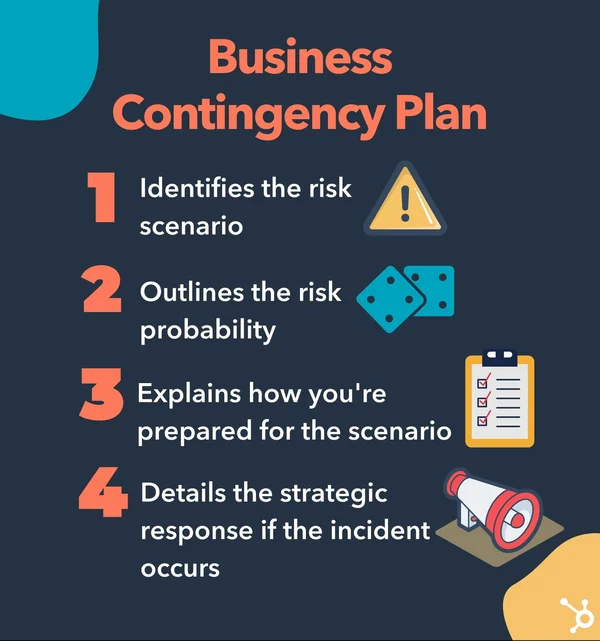 Business
Contingency Plan
1
Identifies the risk
scenario
2
Outlines the risk
probability
3
Explains how you're
prepared for the scenario
4
Details the strategic
response if the incident
occurs